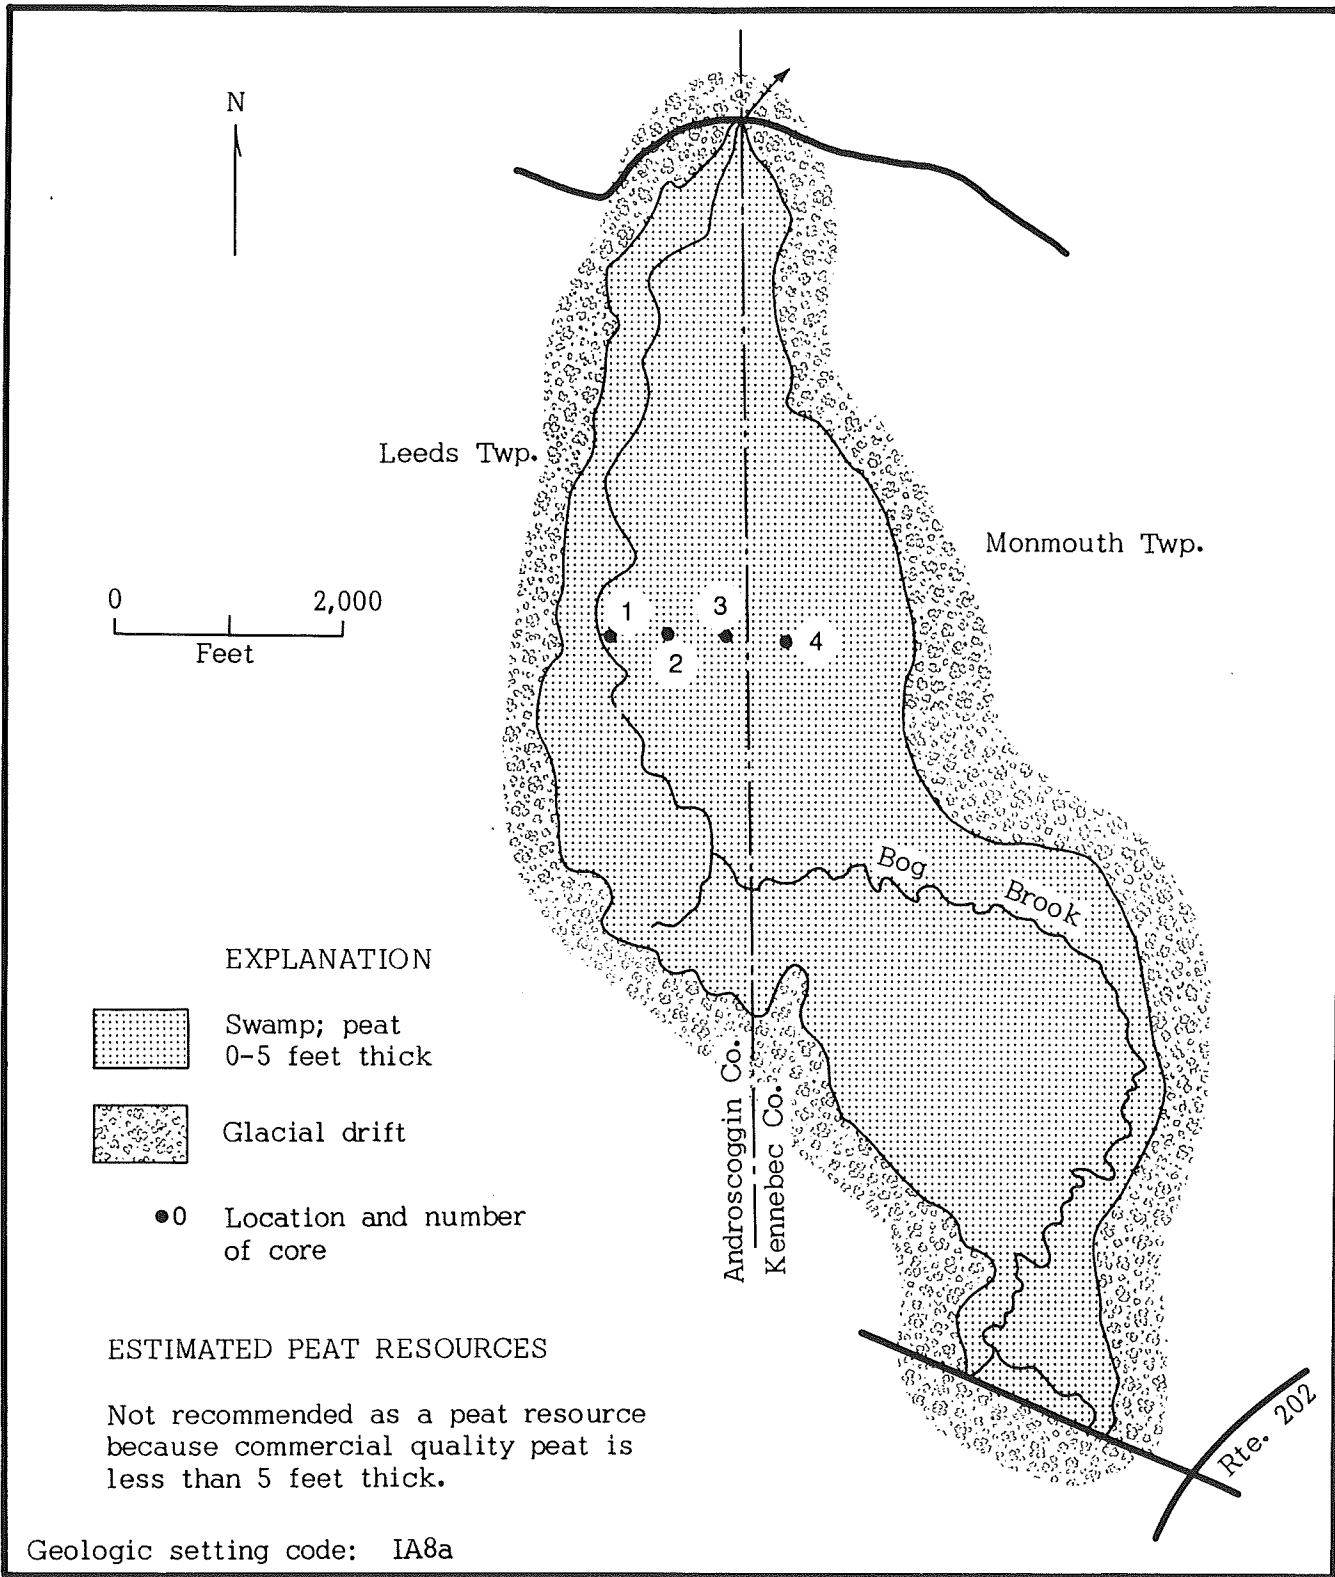 N
Leeds Twp.
Monmouth Twp.
0 2,000
Feet
1
2
3
4
Bog
Brook
EXPLANATION
Swamp; peat
0-5 feet thick
Glacial drift
0 Location and number
of core
Androscoggin Co.
Kennebec Co.
ESTIMATED PEAT RESOURCES
Not recommended as a peat resource
because commercial quality peat is
less than 5 feet thick.
Rte. 202
Geologic setting code: IA8a